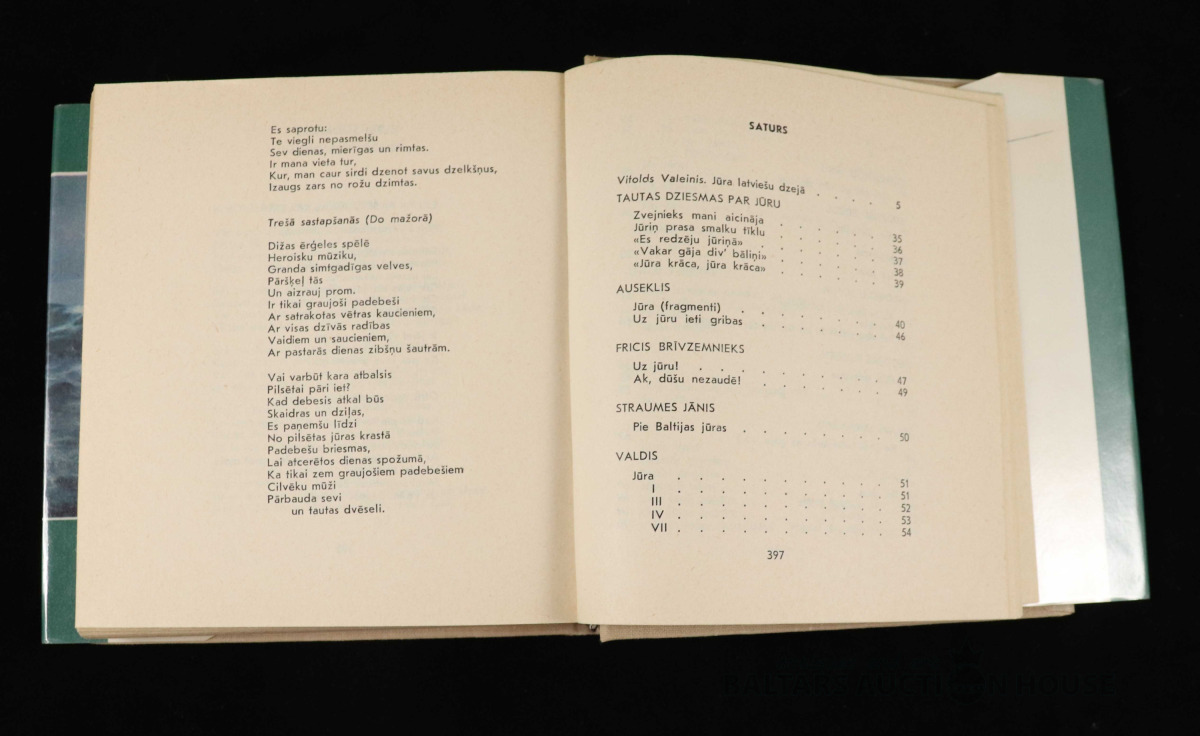 Es saprotu:
Te viegli nepasmelšu
Sev dienas, mierīgas un rimtas.
Ir mana vieta tur,
Kur, man caur sirdi dzenot savus dzelkšņus,
Izaugs zars no rožu dzimtas.
Trešā sastapšanās (Do mažorā)
Dižas ērģeles spēlē
Heroisku mūziku,
Granda simtgadīgas velves,
Pāršķeļ tās
Un aizrauj prom.
Ir tikai graujoši padebeši
Ar satrakotas vētras kaucieniem,
Ar visas dzīvās radības
Vaidiem un saucieniem,
Ar pastarās dienas zibšņu šautrām.
Vai varbūt kara atbalsis
Pilsētai pāri iet?
Kad debesis atkal būs
Skaidras un dziļas,
Es paņemšu līdzi
No pilsētas jūras krastā
Padebešu briesmas,
Lai atcerētos dienas spožumā,
Ka tikai zem graujošiem padebešiem
Cilvēku mūži
Pārbauda sevi
un tautas dvēseli.
SATURS
Vitolds Valeinis. Jūra latviešu dzejā . . . . 5
TAUTAS DZIESMAS PAR JŪRU
Zvejnieks mani aicināja . . . . . 35
Jūriņ prasa smalku tīklu . . . . . 36
«Es redzēju jūriņā» . . . . . 37
«Vakar gāja div' bāliņi» . . . . . 38
«Jūra krāca, jūra krāca» . . . . . 39
AUSEKLIS
Jūra (fragmenti) . . . . . . 40
Uz jūru ieti gribas . . . . . . 46
FRICIS BRĪVZEMNIEKS
Uz jūru! . . . . . . . 47
Ak, dūšu nezaudē! . . . . . 49
STRAUMES JĀNIS
Pie Baltijas jūras . . . . . . 50
VALDIS
Jūra . . . . . . . . 51
I . . . . . . . . 51
III . . . . . . . . 52
IV . . . . . . . . 53
VII . . . . . . . . 54
397
BALTARS AUCTION HOUSE